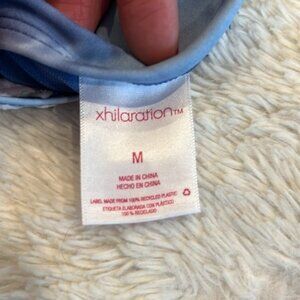 xhilaration™
M
MADE IN CHINA
HECHO EN CHINA
LABEL MADE FROM 100% RECYCLED PLASTIC
ETIQUETA ELABORADA CON PLÁSTICO
100 % RECICLADO